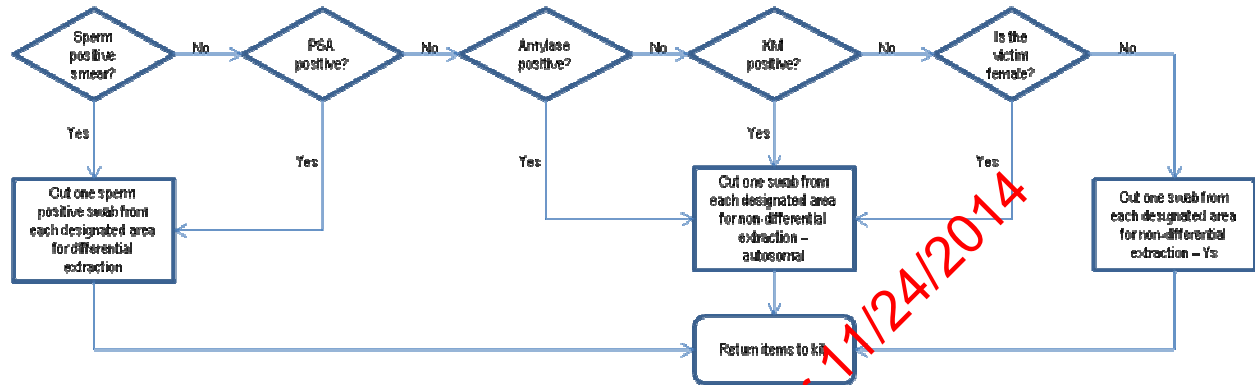 Sperm
positive
smear?
No
PSA
positive?
No
Amylase
positive?
No
KM
positive?
No
Is the
victim
female?
No
Yes
Yes
Yes
Yes
Yes
Cut one sperm
positive swab from
each designated area
for differential
extraction
Cut one swab from
each designated area
for non-differential
extraction –
autosomal
Cut one swab from
each designated area
for non-differential
extraction – Ys
Return items to kit
11/24/2014